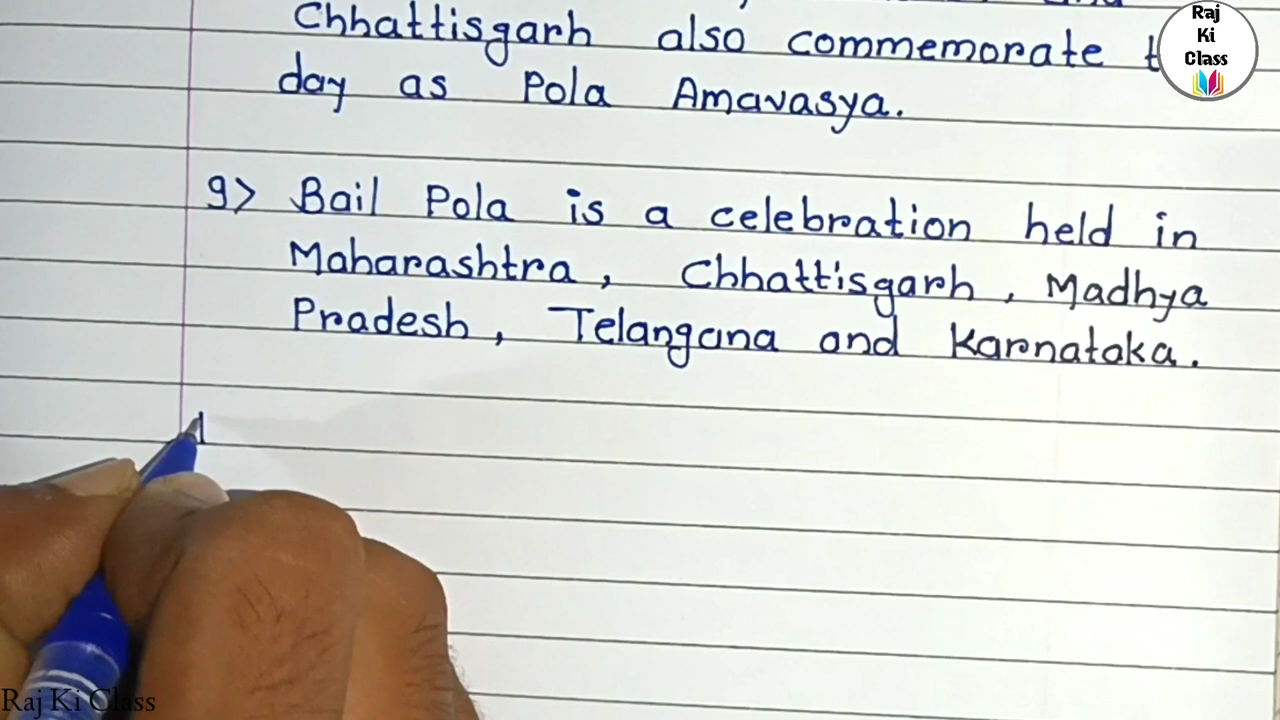 Chhattisgarh also commemorate
day as Pola Amavasya.
9> Bail Pola is a celebration held in
Maharashtra, Chhattisgarh, Madhya
Pradesh, Telangana and Karnataka.
1
Raj
Ki
Class
Raj Ki Class